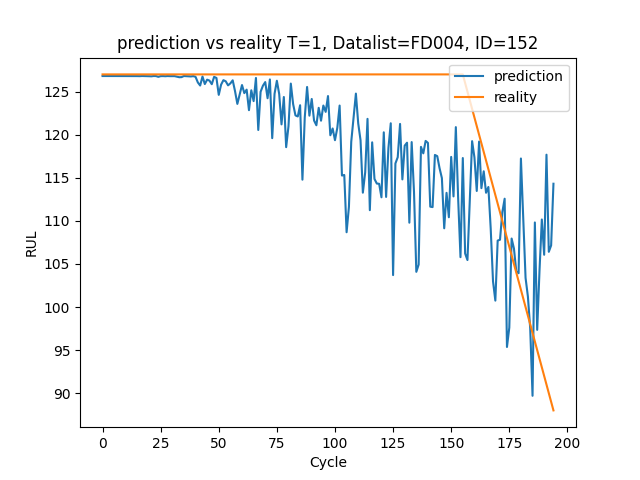 prediction vs reality T=1, Datalist=FD004, ID=152
prediction
reality
125
120
115
110
105
100
95
90
RUL
0 25 50 75 100 125 150 175 200
Cycle